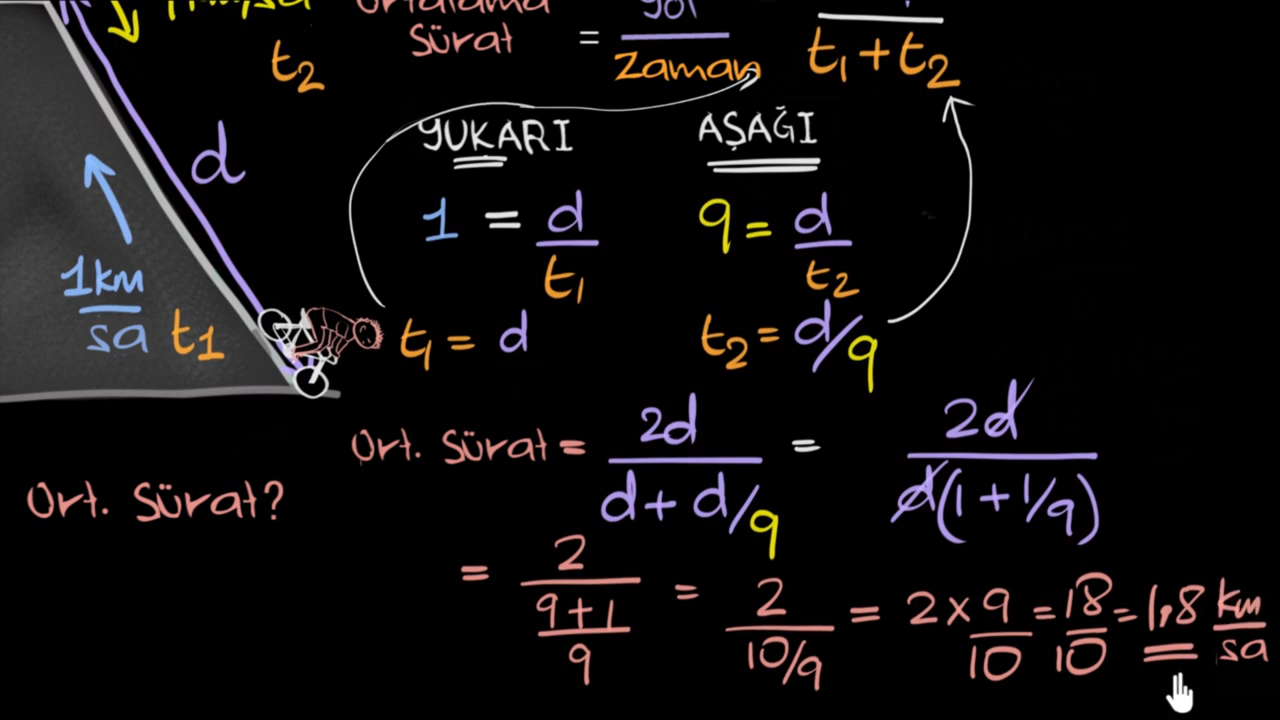 t₂
Sürat = zaman t₁ + t₂
YUKARI AŞAĞI
d
1 = d/t₁ 9 = d/t₂
1 km/sa t1
t₁ = d t₂ = d/9
Ort. Sürat = 2d/(d + d/9) = 2d/(d(1 + 1/9))
Ort. Sürat?
= 2/((9+1)/9) = 2/(10/9) = 2 x 9/10 = 18/10 = 1,8 km/sa